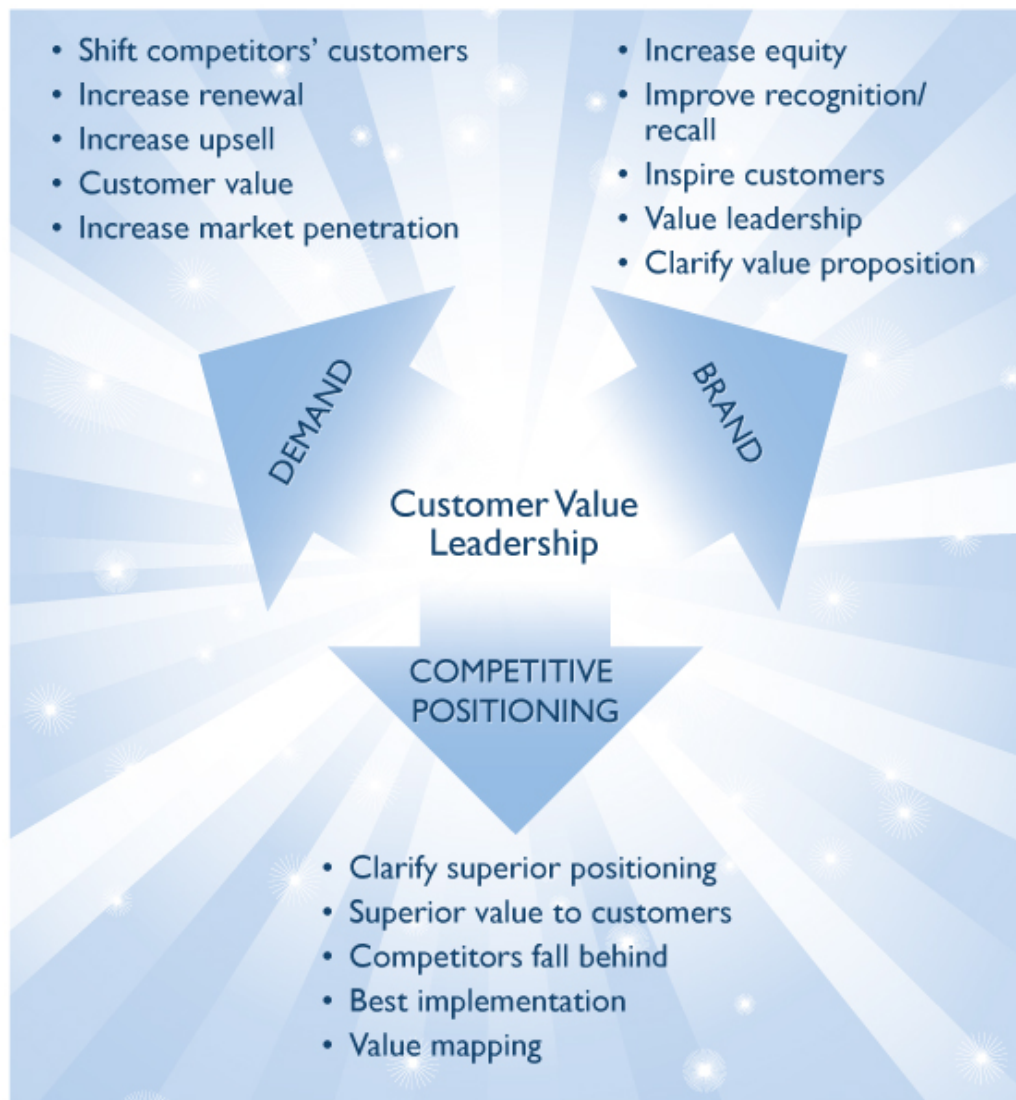 • Shift competitors’ customers
• Increase renewal
• Increase upsell
• Customer value
• Increase market penetration
• Increase equity
• Improve recognition/
recall
• Inspire customers
• Value leadership
• Clarify value proposition
DEMAND
BRAND
Customer Value
Leadership
COMPETITIVE
POSITIONING
• Clarify superior positioning
• Superior value to customers
• Competitors fall behind
• Best implementation
• Value mapping